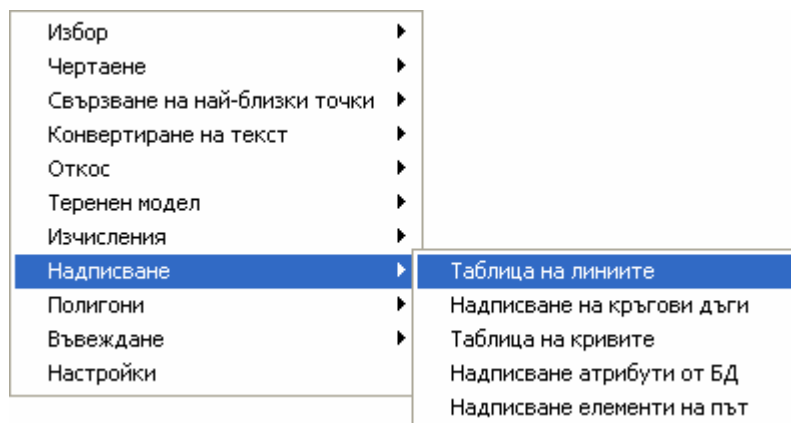 Избор
Чертаене
Свързване на най-близки точки
Конвертиране на текст
Откос
Теренен модел
Изчисления
Надписване
Полигони
Въвеждане
Настройки
Таблица на линиите
Надписване на кръгови дъги
Таблица на кривите
Надписване атрибути от БД
Надписване елементи на път